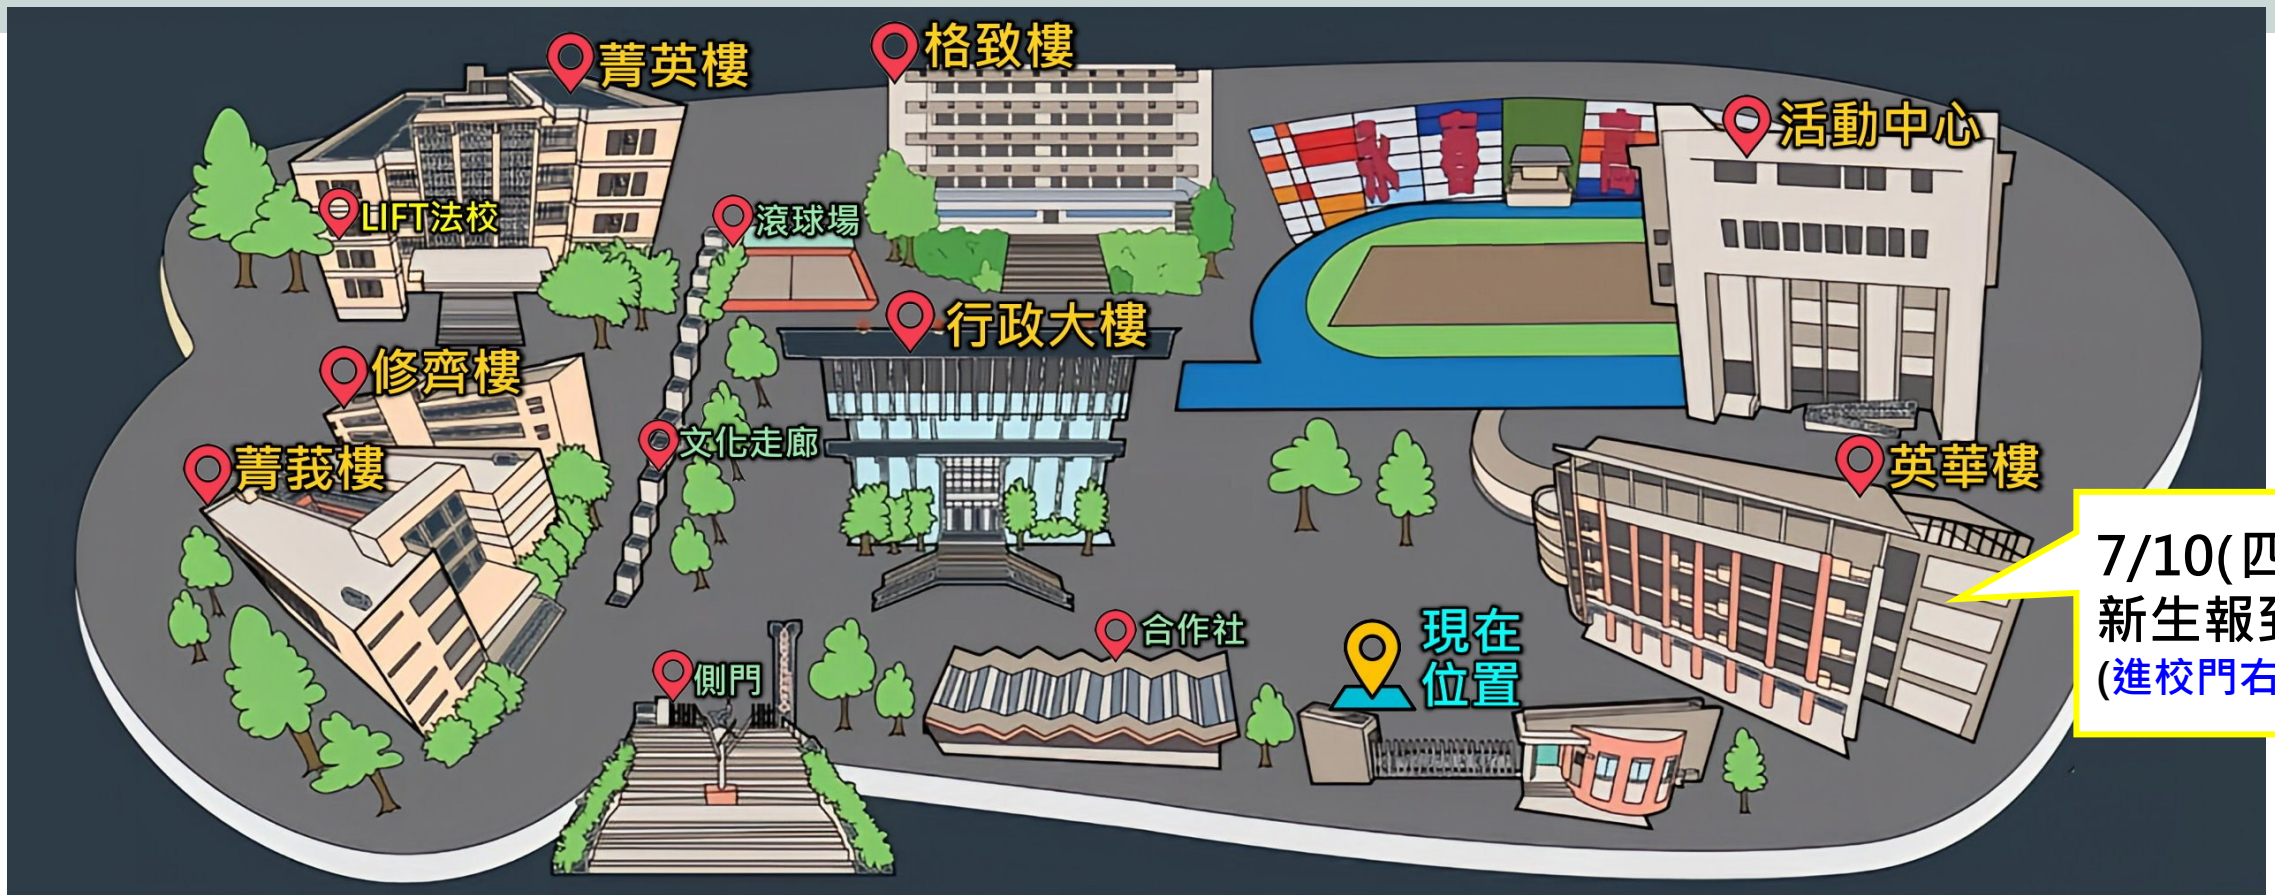 菁英樓
格致樓
活動中心
LIFT法校
滾球場
行政大樓
修齊樓
文化走廊
菁莪樓
英華樓
7/10(四
新生報到
(進校門右
現在
位置
合作社
側門